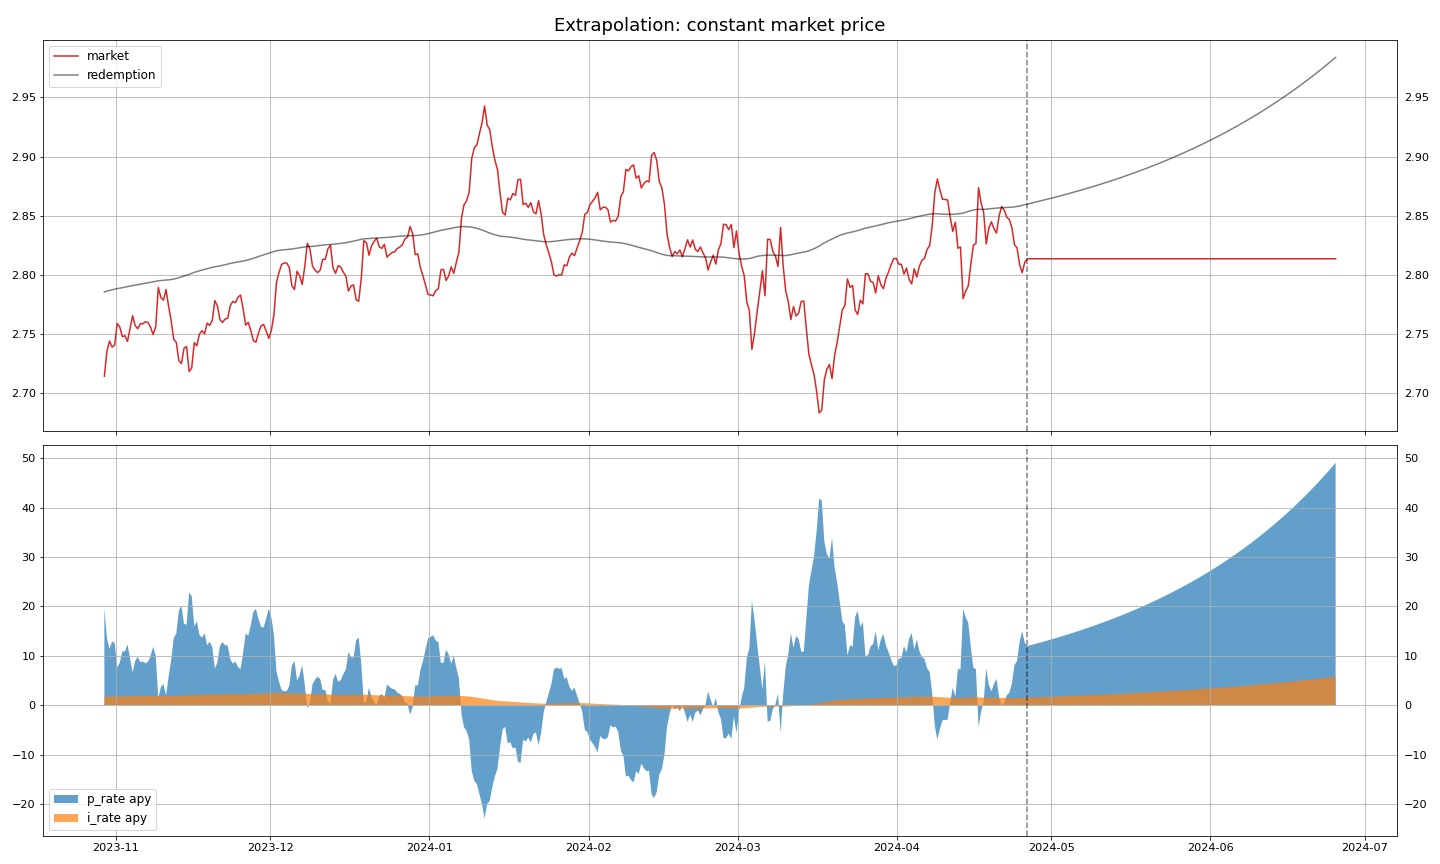 Extrapolation: constant market price
market
redemption
2.95 2.95
2.90 2.90
2.85 2.85
2.80 2.80
2.75 2.75
2.70 2.70
50 50
40 40
30 30
20 20
10 10
0 0
−10 −10
−20 −20
p_rate apy
i_rate apy
2023-11 2023-12 2024-01 2024-02 2024-03 2024-04 2024-05 2024-06 2024-07